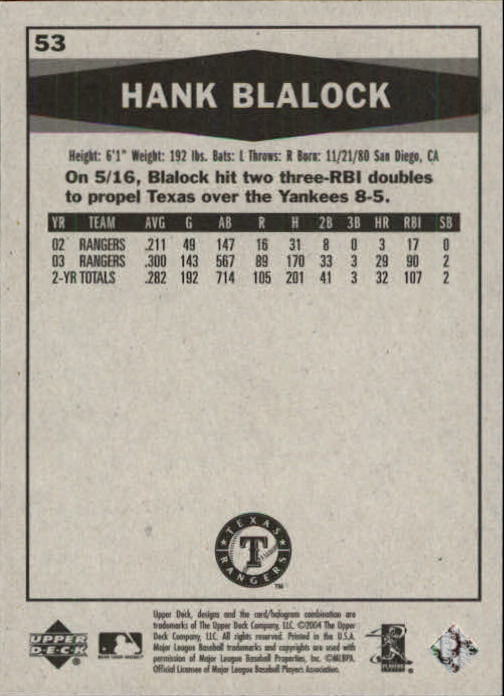 53
HANK BLALOCK
Height: 6'1" Weight: 192 lbs. Bats: L Throws: R Born: 11/21/80 San Diego, CA
On 5/16, Blalock hit two three-RBI doubles
to propel Texas over the Yankees 8-5.
YR TEAM AVG G AB R H 2B 3B HR RBI SB
02 RANGERS .211 49 147 16 31 8 0 3 17 0
03 RANGERS .300 143 567 89 170 33 3 29 90 2
2-YR TOTALS .282 192 714 105 201 41 3 32 107 2
TEXAS
T
RANGERS
TM
Upper Deck, designs and the card/hologram combination are
trademarks of The Upper Deck Company, LLC. ©2004 The Upper
Deck Company, LLC. All rights reserved. Printed in the U.S.A.
Major League Baseball trademarks and copyrights are used with
permission of Major League Baseball Properties, Inc. ©MLBPA.
Official Licensee of Major League Baseball Players Association.
UPPER
DECK